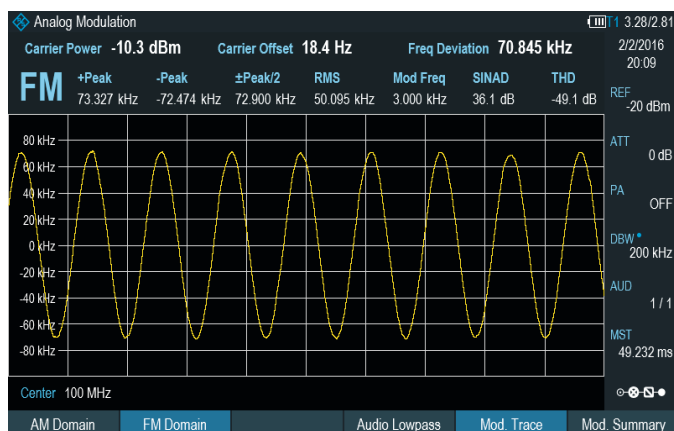 Analog Modulation T1 3.28/2.81
Carrier Power -10.3 dBm Carrier Offset 18.4 Hz Freq Deviation 70.845 kHz 2/2/2016
20:09
FM +Peak -Peak ±Peak/2 RMS Mod Freq SINAD THD
73.327 kHz -72.474 kHz 72.900 kHz 50.095 kHz 3.000 kHz 36.1 dB -49.1 dB
REF
-20 dBm
80 kHz
60 kHz
40 kHz
20 kHz
0 kHz
-20 kHz
-40 kHz
-60 kHz
-80 kHz
ATT
0 dB
PA
OFF
DBW
200 kHz
AUD
1 / 1
MST
49.232 ms
Center 100 MHz
AM Domain FM Domain Audio Lowpass Mod. Trace Mod. Summary